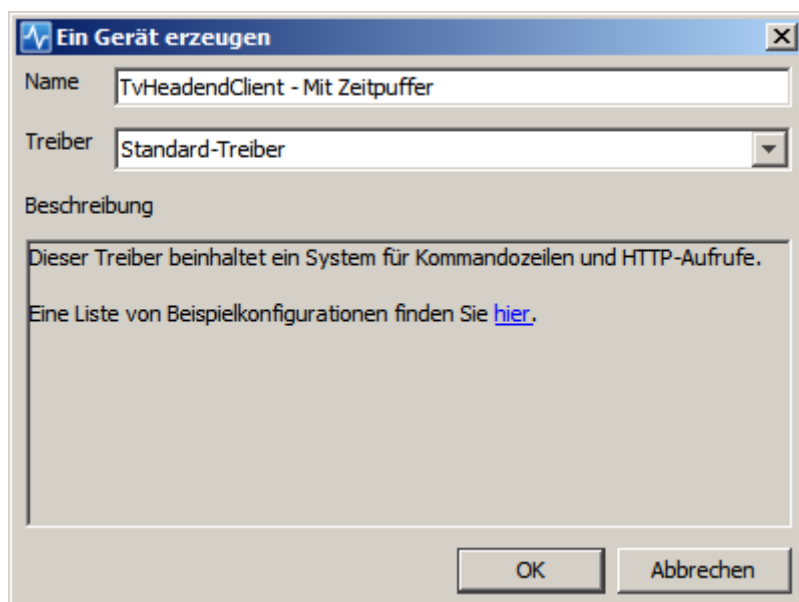 Ein Gerät erzeugen
Name
TvHeadendClient - Mit Zeitpuffer
Treiber
Standard-Treiber
Beschreibung
Dieser Treiber beinhaltet ein System für Kommandozeilen und HTTP-Aufrufe.
Eine Liste von Beispielkonfigurationen finden Sie hier.
OK
Abbrechen